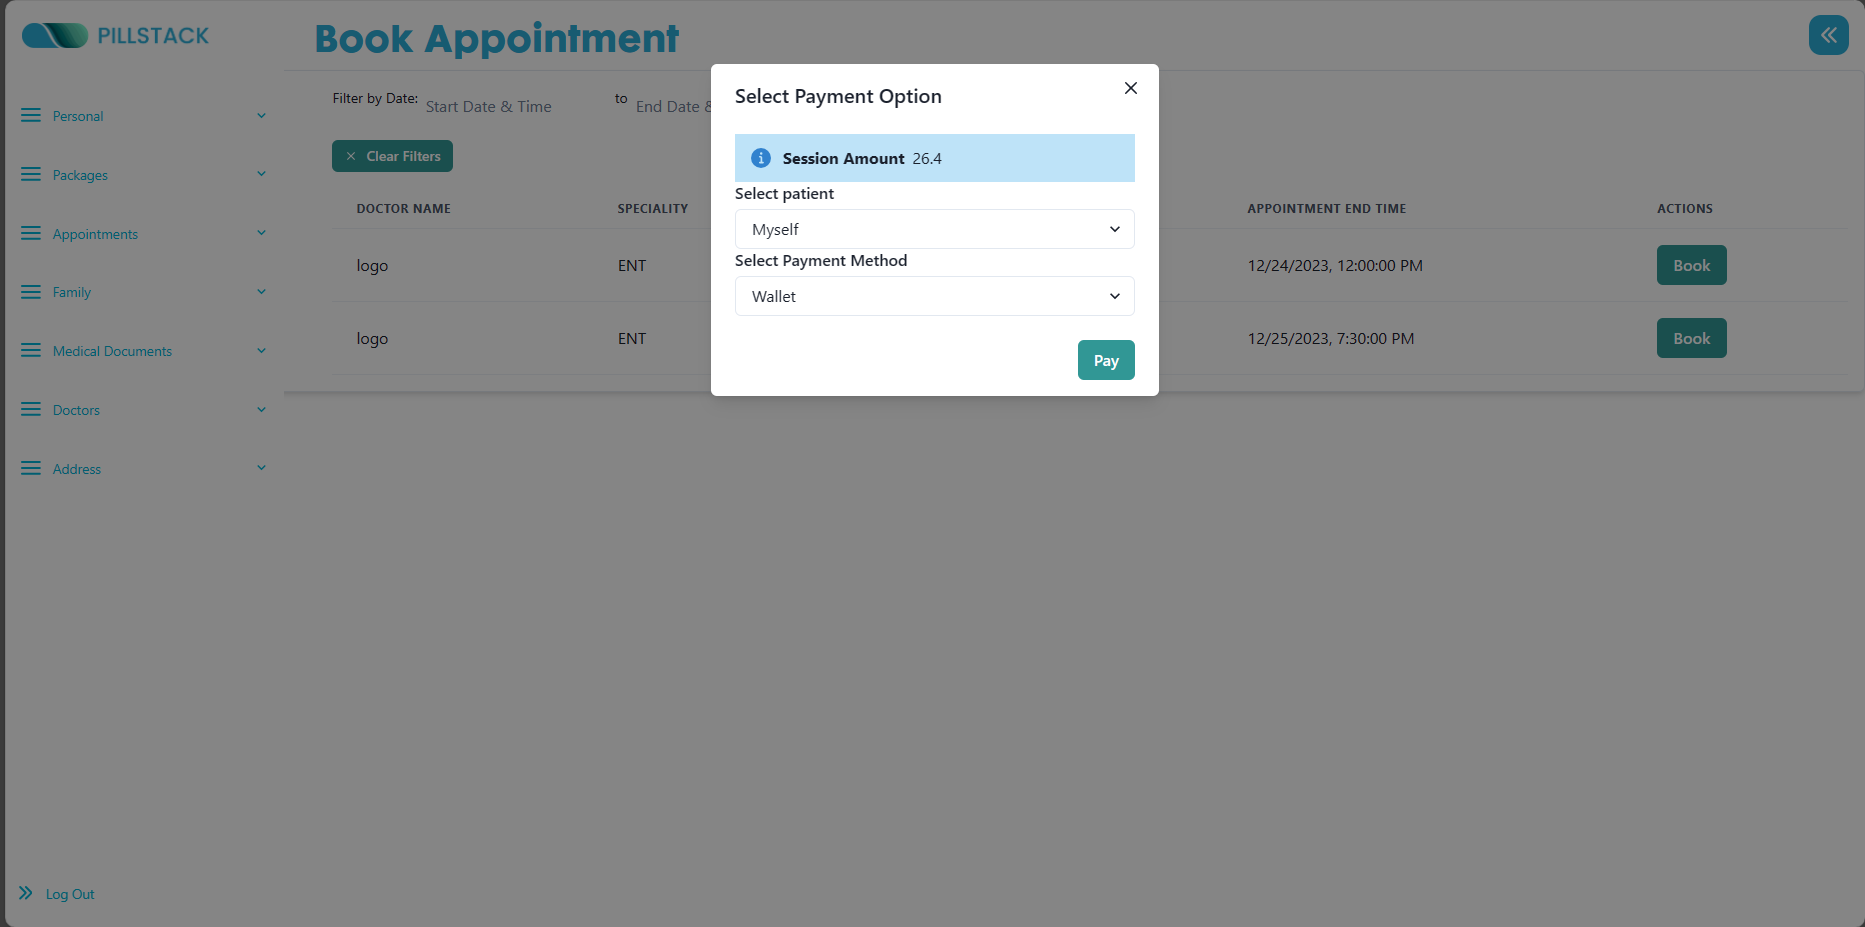 PILLSTACK
Book Appointment
Personal
Packages
Appointments
Family
Medical Documents
Doctors
Address
Log Out
Filter by Date: Start Date & Time to End Date &
Clear Filters
DOCTOR NAME SPECIALITY APPOINTMENT END TIME ACTIONS
logo ENT 12/24/2023, 12:00:00 PM Book
logo ENT 12/25/2023, 7:30:00 PM Book
Select Payment Option
Session Amount 26.4
Select patient
Myself
Select Payment Method
Wallet
Pay